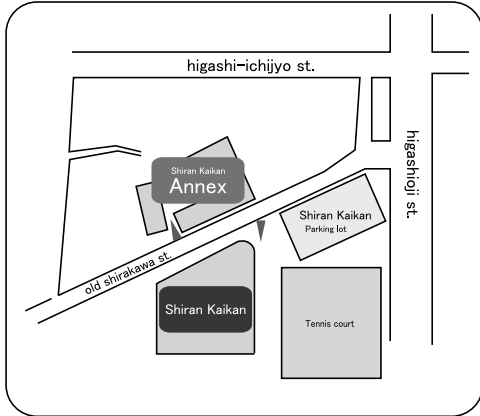 higashi-ichijyo st.
higashioji st.
Shiran Kaikan
Annex
Shiran Kaikan
Parking lot
old shirakawa st.
Shiran Kaikan
Tennis court